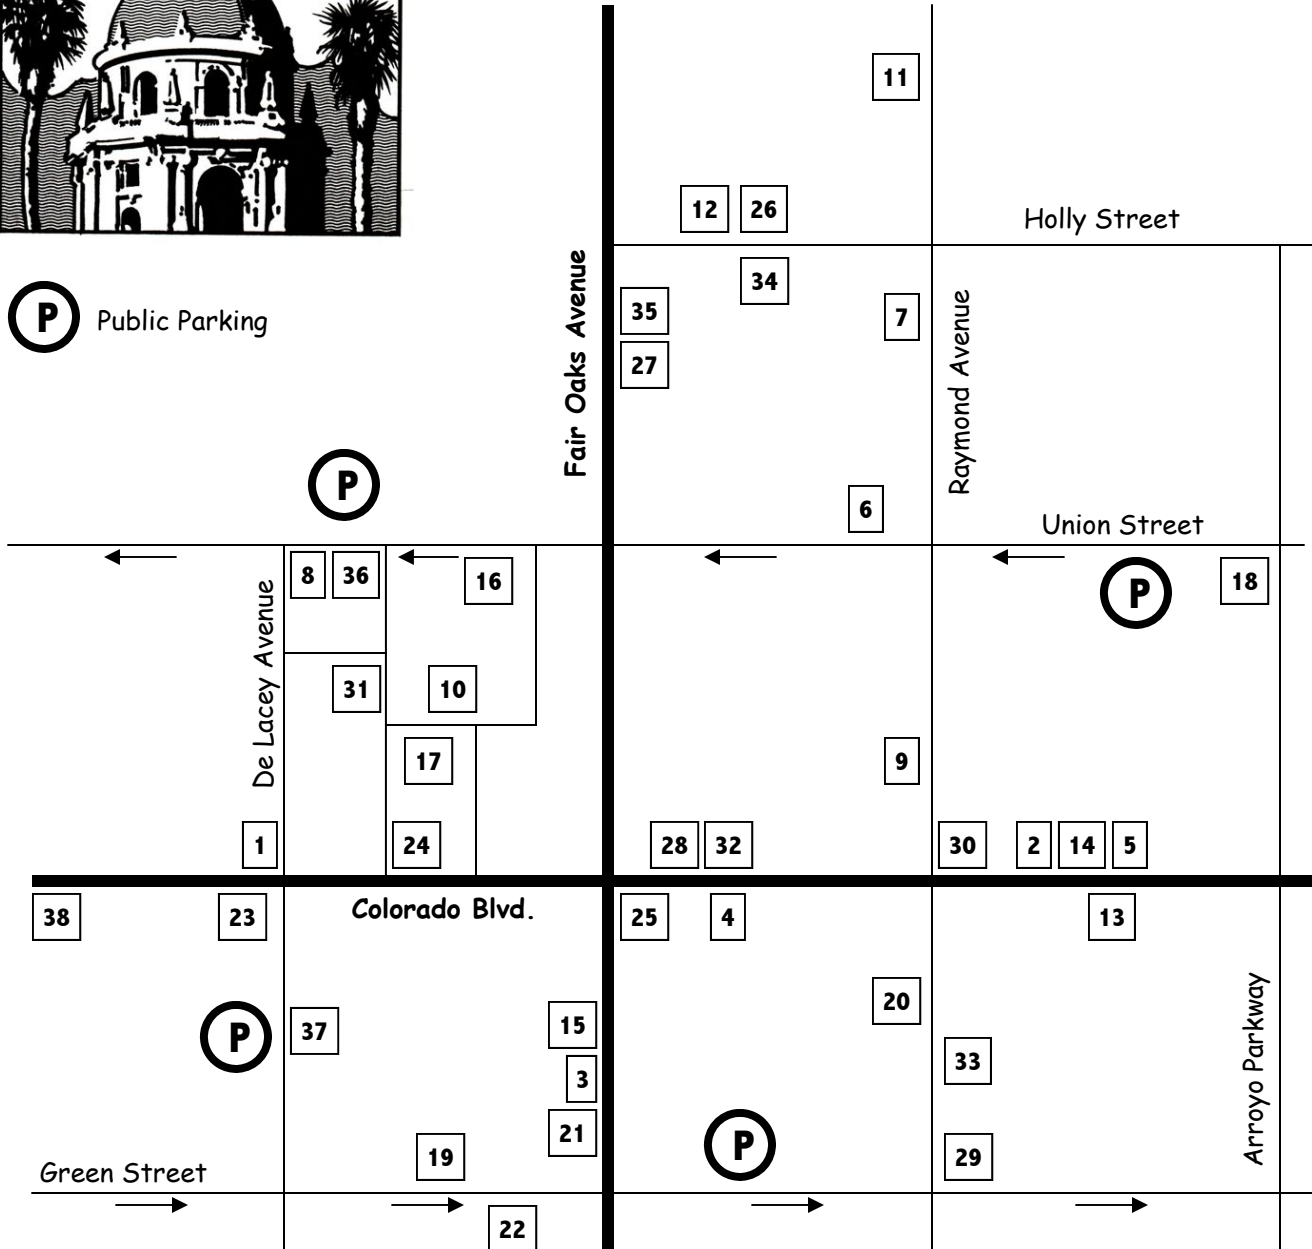 11
12 26
Holly Street
34
35
7
27
Fair Oaks Avenue
Raymond Avenue
P Public Parking
P
6
Union Street
8 36 16
P 18
De Lacey Avenue
31 10
17
9
1 24 28 32 30 2 14 5
38 23 Colorado Blvd. 25 4 13
20
P 37 15
33
3
Arroyo Parkway
21
P
19 29
Green Street
22